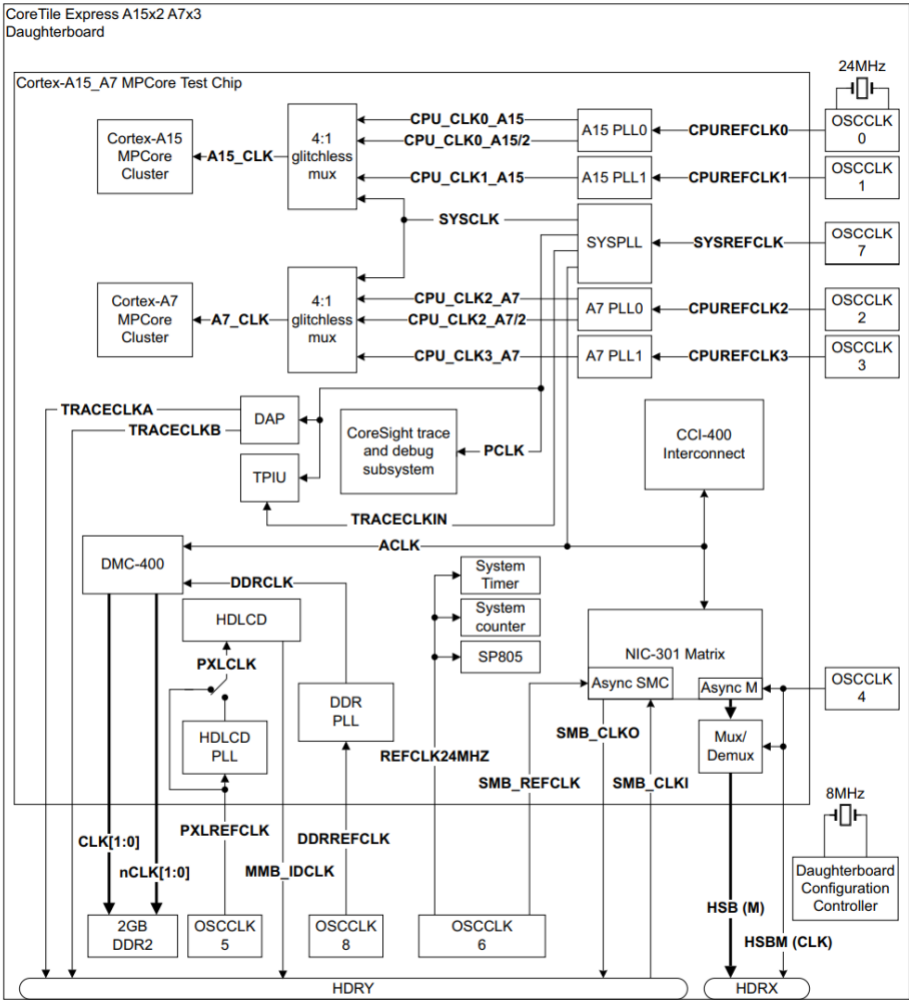 CoreTile Express A15x2 A7x3
Daughterboard
Cortex-A15_A7 MPCore Test Chip
24MHz
Cortex-A15
MPCore
Cluster
A15_CLK
4:1
glitchless
mux
CPU_CLK0_A15
CPU_CLK0_A15/2
CPU_CLK1_A15
A15 PLL0
A15 PLL1
CPUREFCLK0
CPUREFCLK1
OSCCLK
0
OSCCLK
1
SYSCLK
SYSPLL
SYSREFCLK
OSCCLK
7
Cortex-A7
MPCore
Cluster
A7_CLK
4:1
glitchless
mux
CPU_CLK2_A7
CPU_CLK2_A7/2
CPU_CLK3_A7
A7 PLL0
A7 PLL1
CPUREFCLK2
CPUREFCLK3
OSCCLK
2
OSCCLK
3
TRACECLKA
TRACECLKB
DAP
TPIU
CoreSight trace
and debug
subsystem
PCLK
CCI-400
Interconnect
TRACECLKIN
ACLK
DMC-400
DDRCLK
System
Timer
System
counter
SP805
HDLCD
PXLCLK
HDLCD
PLL
DDR
PLL
NIC-301 Matrix
Async SMC
Async M
OSCCLK
4
Mux/
Demux
REFCLK24MHZ
SMB_CLKO
SMB_REFCLK
SMB_CLKI
8MHz
CLK[1:0]
nCLK[1:0]
PXLREFCLK
MMB_IDCLK
DDRREFCLK
Daughterboard
Configuration
Controller
HSB (M)
HSBM (CLK)
2GB
DDR2
OSCCLK
5
OSCCLK
8
OSCCLK
6
HDRY
HDRX